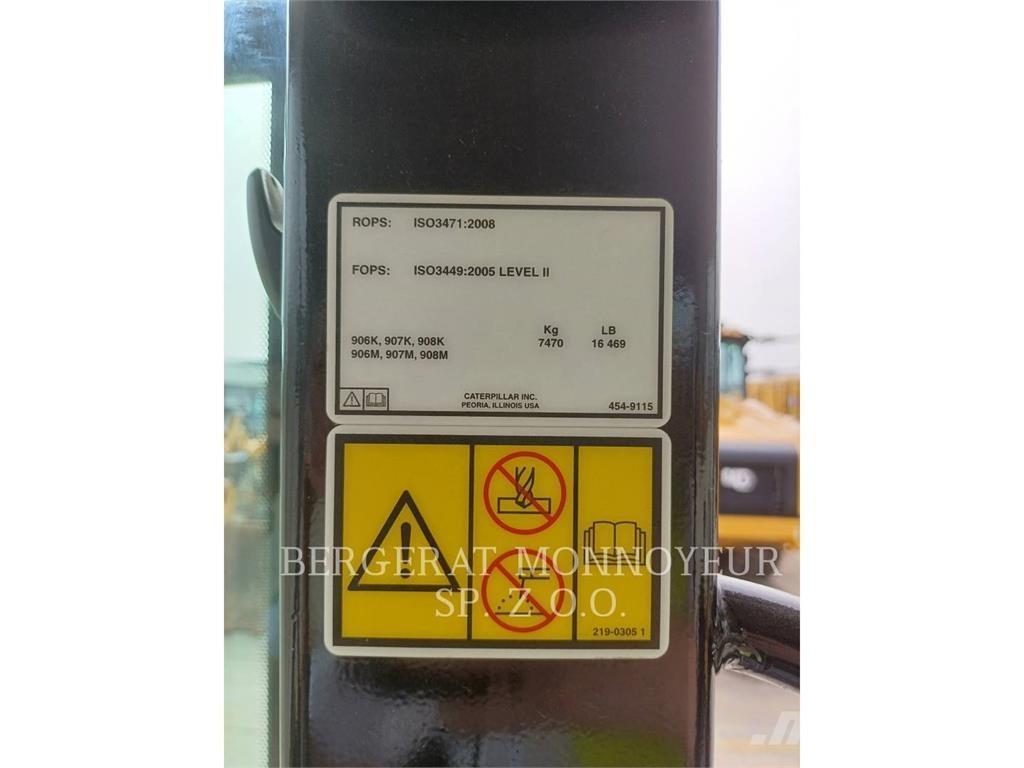 ROPS: ISO3471:2008
FOPS: ISO3449:2005 LEVEL II
Kg LB
906K, 907K, 908K 7470 16 469
906M, 907M, 908M
CATERPILLAR INC.
PEORIA, ILLINOIS USA 454-9115
BERGERAT MONNOYEUR
SP. Z O.O.
219-0305 1